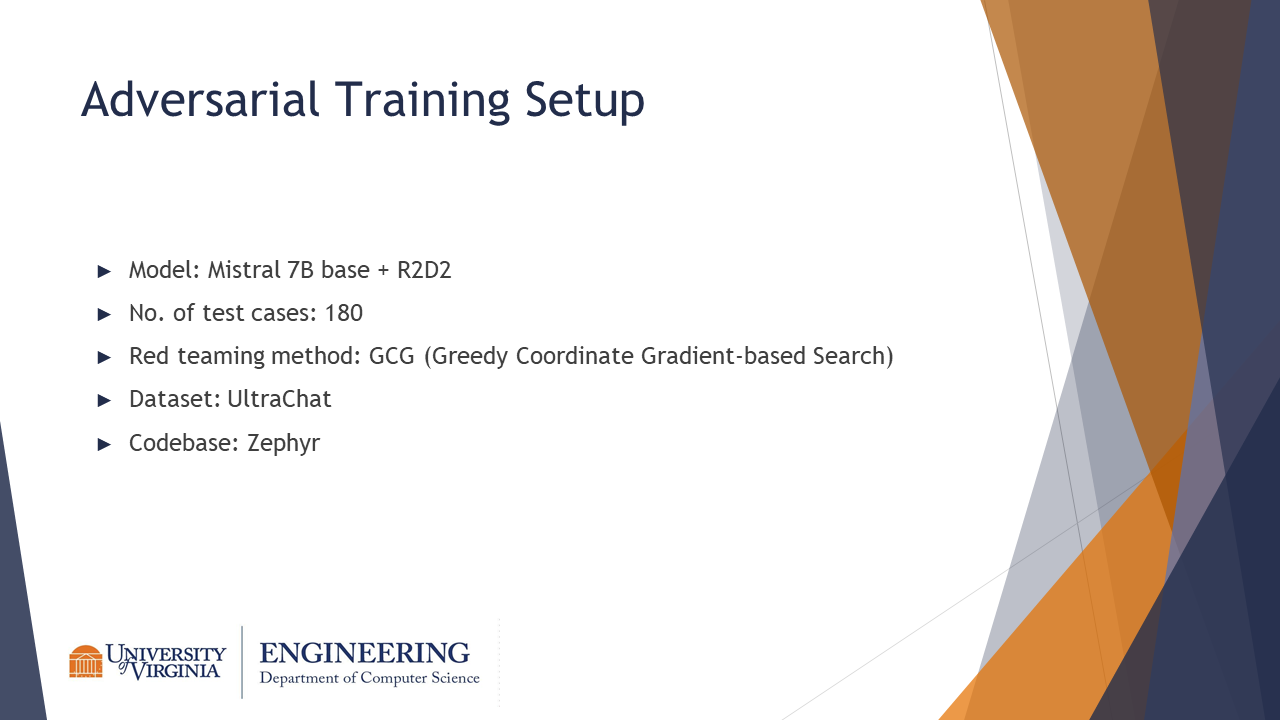 Adversarial Training Setup
► Model: Mistral 7B base + R2D2
► No. of test cases: 180
► Red teaming method: GCG (Greedy Coordinate Gradient-based Search)
► Dataset: UltraChat
► Codebase: Zephyr
UNIVERSITY
of VIRGINIA
ENGINEERING
Department of Computer Science